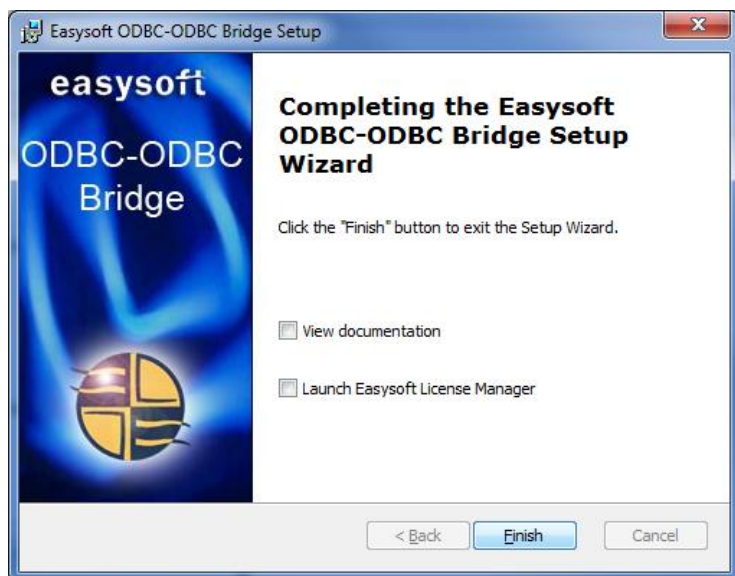 Easysoft ODBC-ODBC Bridge Setup
easysoft
ODBC-ODBC
Bridge
Completing the Easysoft
ODBC-ODBC Bridge Setup
Wizard
Click the "Finish" button to exit the Setup Wizard.
View documentation
Launch Easysoft License Manager
< Back
Finish
Cancel